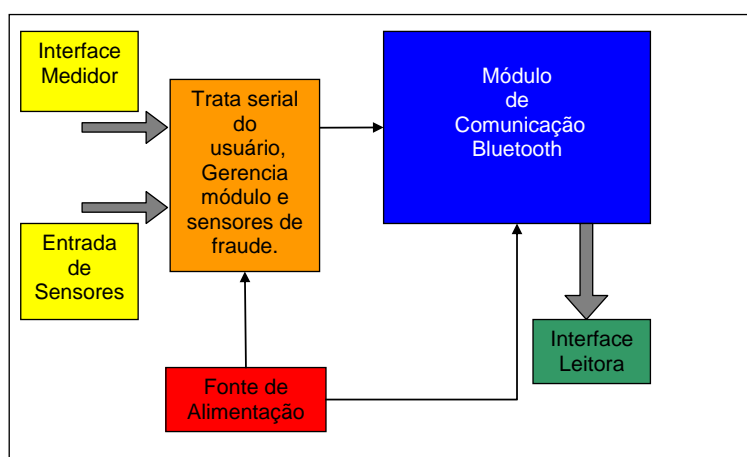 Interface
Medidor
Trata serial
do
usuário,
Gerencia
módulo e
sensores de
fraude.
Módulo
de
Comunicação
Bluetooth
Entrada
de
Sensores
Interface
Leitora
Fonte de
Alimentação